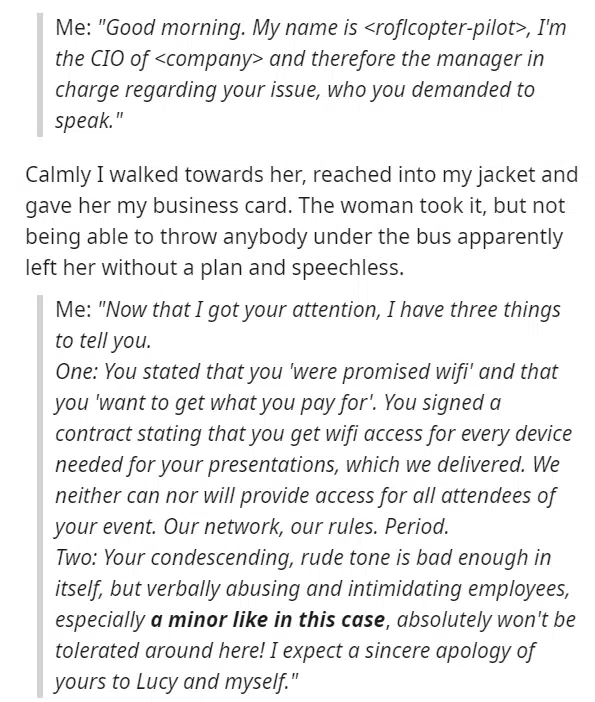 Me: "Good morning. My name is <roflcopter-pilot>, I'm
the CIO of <company> and therefore the manager in
charge regarding your issue, who you demanded to
speak."
Calmly I walked towards her, reached into my jacket and
gave her my business card. The woman took it, but not
being able to throw anybody under the bus apparently
left her without a plan and speechless.
Me: "Now that I got your attention, I have three things
to tell you.
One: You stated that you 'were promised wifi' and that
you 'want to get what you pay for'. You signed a
contract stating that you get wifi access for every device
needed for your presentations, which we delivered. We
neither can nor will provide access for all attendees of
your event. Our network, our rules. Period.
Two: Your condescending, rude tone is bad enough in
itself, but verbally abusing and intimidating employees,
especially a minor like in this case, absolutely won't be
tolerated around here! I expect a sincere apology of
yours to Lucy and myself."